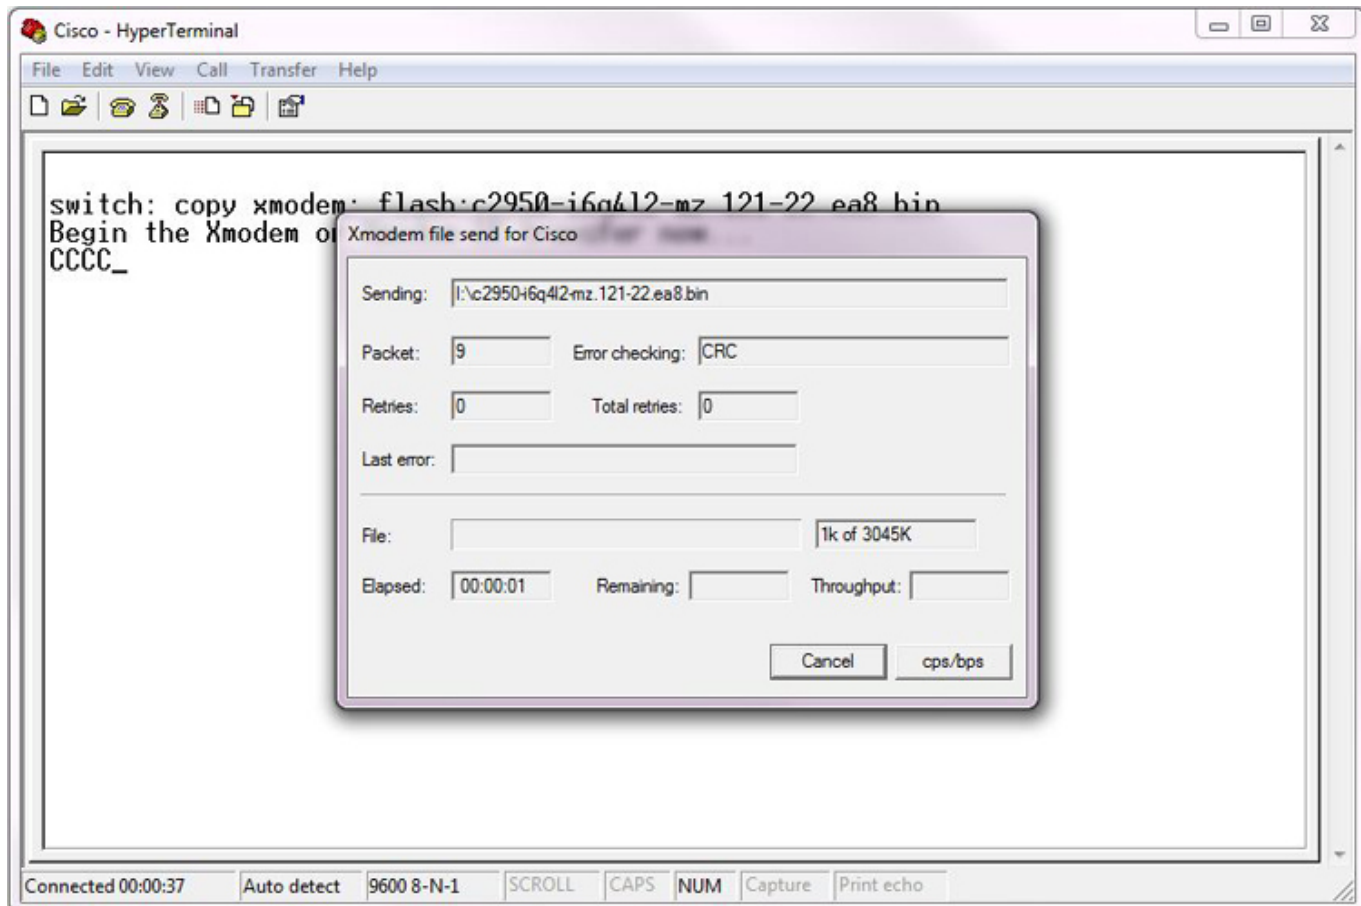 Cisco - HyperTerminal
File Edit View Call Transfer Help
switch: copy xmodem: flash:c2950-i6q4l2-mz.121-22.ea8.bin
Begin the Xmodem or
CCCC_
Xmodem file send for Cisco
Sending: I:\c2950-i6q4l2-mz.121-22.ea8.bin
Packet: 9 Error checking: CRC
Retries: 0 Total retries: 0
Last error:
File: 1k of 3045K
Elapsed: 00:00:01 Remaining: Throughput:
Cancel cps/bps
Connected 00:00:37 Auto detect 9600 8-N-1 SCROLL CAPS NUM Capture Print echo